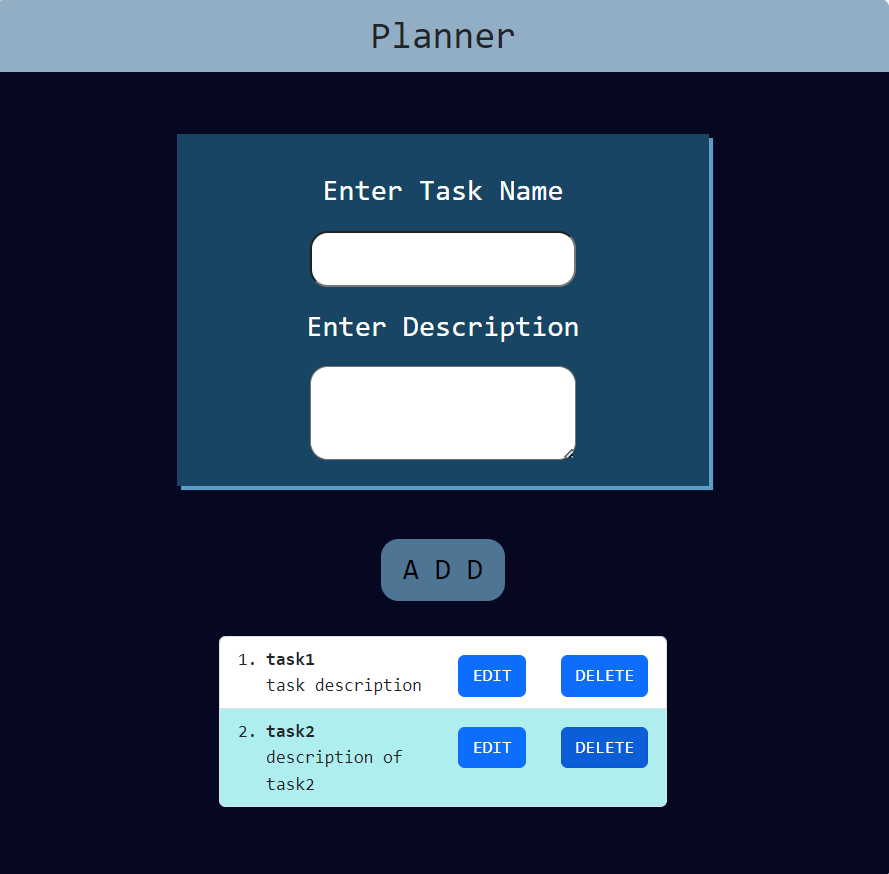 Planner
Enter Task Name
Enter Description
A D D
1. task1
task description
EDIT DELETE
2. task2
description of
task2
EDIT DELETE